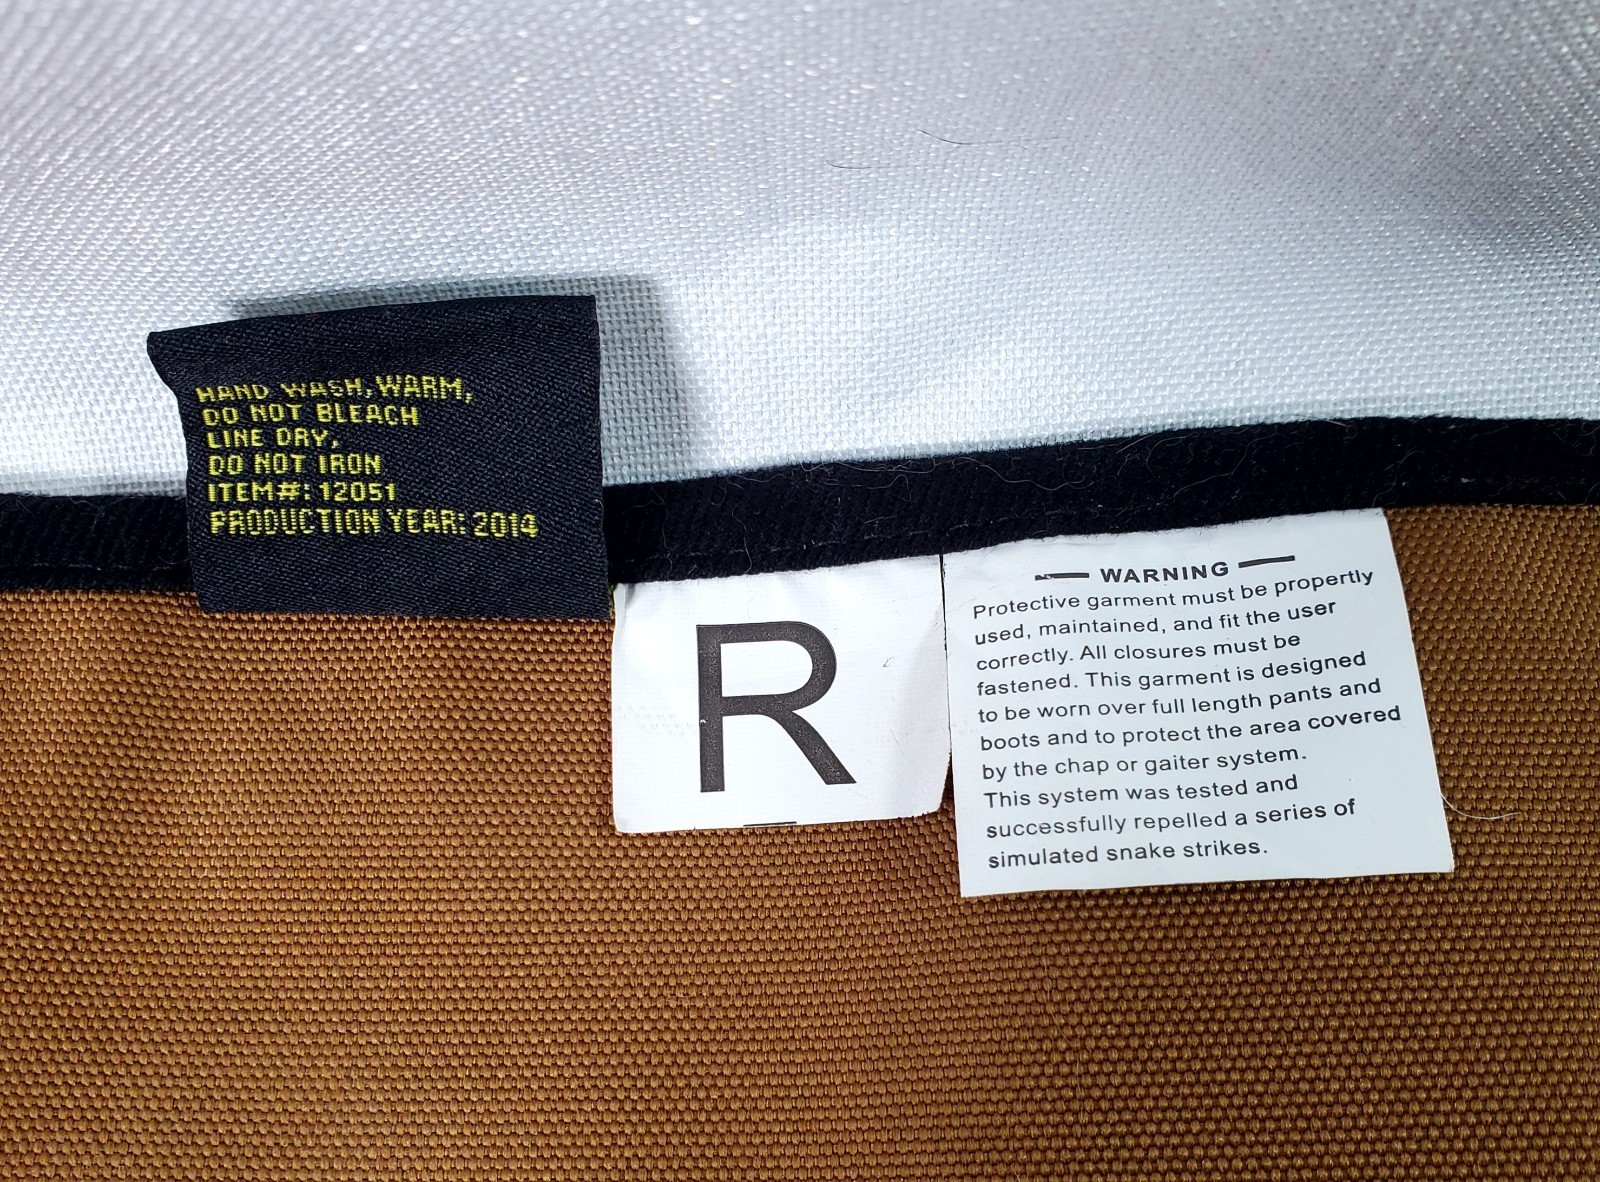 HAND WASH, WARM,
DO NOT BLEACH
LINE DRY,
DO NOT IRON
ITEM#: 12051
PRODUCTION YEAR: 2014
R
WARNING
Protective garment must be propertly
used, maintained, and fit the user
correctly. All closures must be
fastened. This garment is designed
to be worn over full length pants and
boots and to protect the area covered
by the chap or gaiter system.
This system was tested and
successfully repelled a series of
simulated snake strikes.